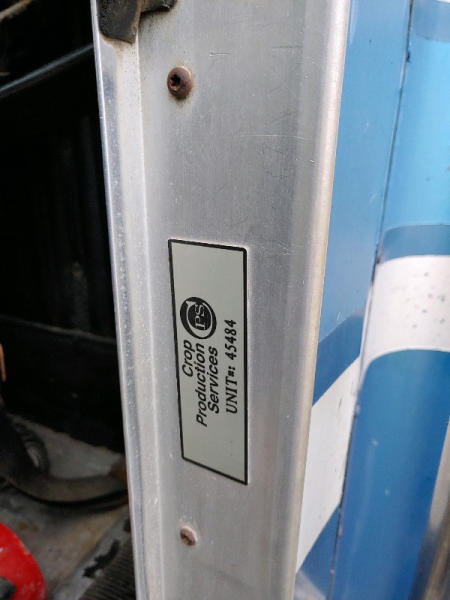 CPS
Crop
Production
Services
UNIT#: 45484